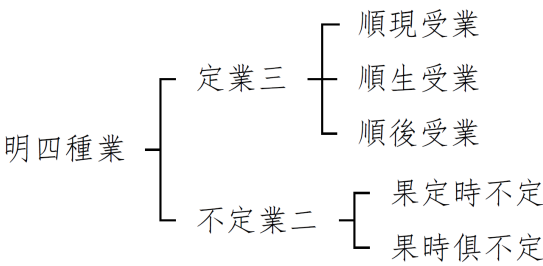 明四種業
定業三
順現受業
順生受業
順後受業
不定業二
果定時不定
果時俱不定